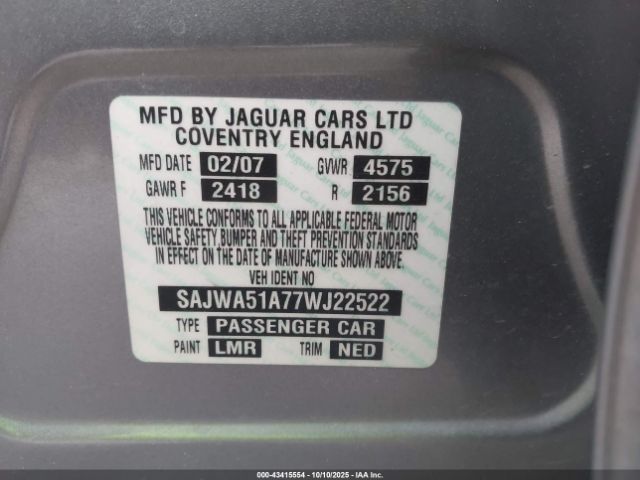 MFD BY JAGUAR CARS LTD
COVENTRY ENGLAND
MFD DATE 02/07 GVWR 4575
GAWR F 2418 R 2156
THIS VEHICLE CONFORMS TO ALL APPLICABLE FEDERAL MOTOR
VEHICLE SAFETY,BUMPER AND THEFT PREVENTION STANDARDS
IN EFFECT ON THE DATE OF MANUFACTURE SHOWN ABOVE.
VEH IDENT NO
SAJWA51A77WJ22522
TYPE PASSENGER CAR
PAINT LMR TRIM NED
000-43415554 - 10/10/2025 - IAAI.com Inc.